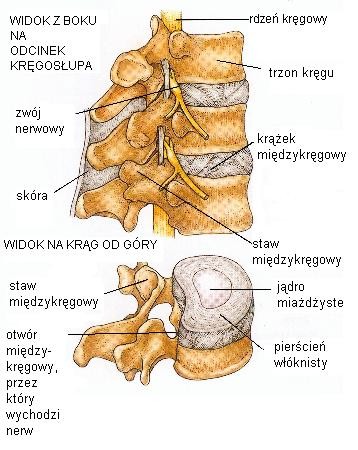 WIDOK Z BOKU
NA
ODCINEK
KRĘGOSŁUPA
rdzeń kręgowy
trzon kręgu
zwój
nerwowy
krążek
międzykręgowy
skóra
staw
międzykręgowy
WIDOK NA KRĄG OD GÓRY
staw
międzykręgowy
jądro
miażdżyste
otwór
między-
kręgowy,
przez
który
wychodzi
nerw
pierścień
włóknisty